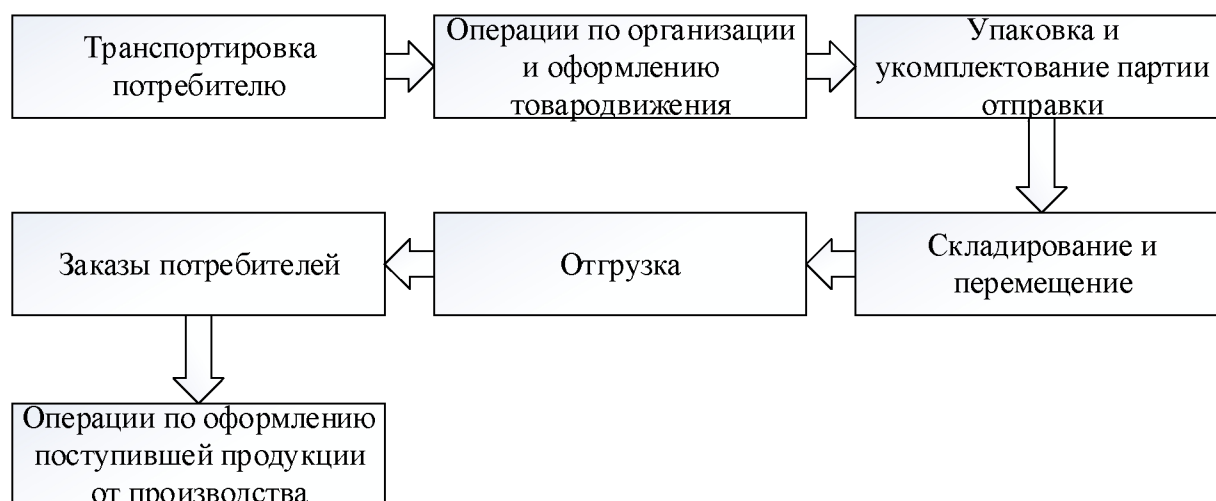 Транспортировка
потребителю
Операции по организации
и оформлению
товародвижения
Упаковка и
укомплектование партии
отправки
Складирование и
перемещение
Отгрузка
Заказы потребителей
Операции по оформлению
поступившей продукции
от производства